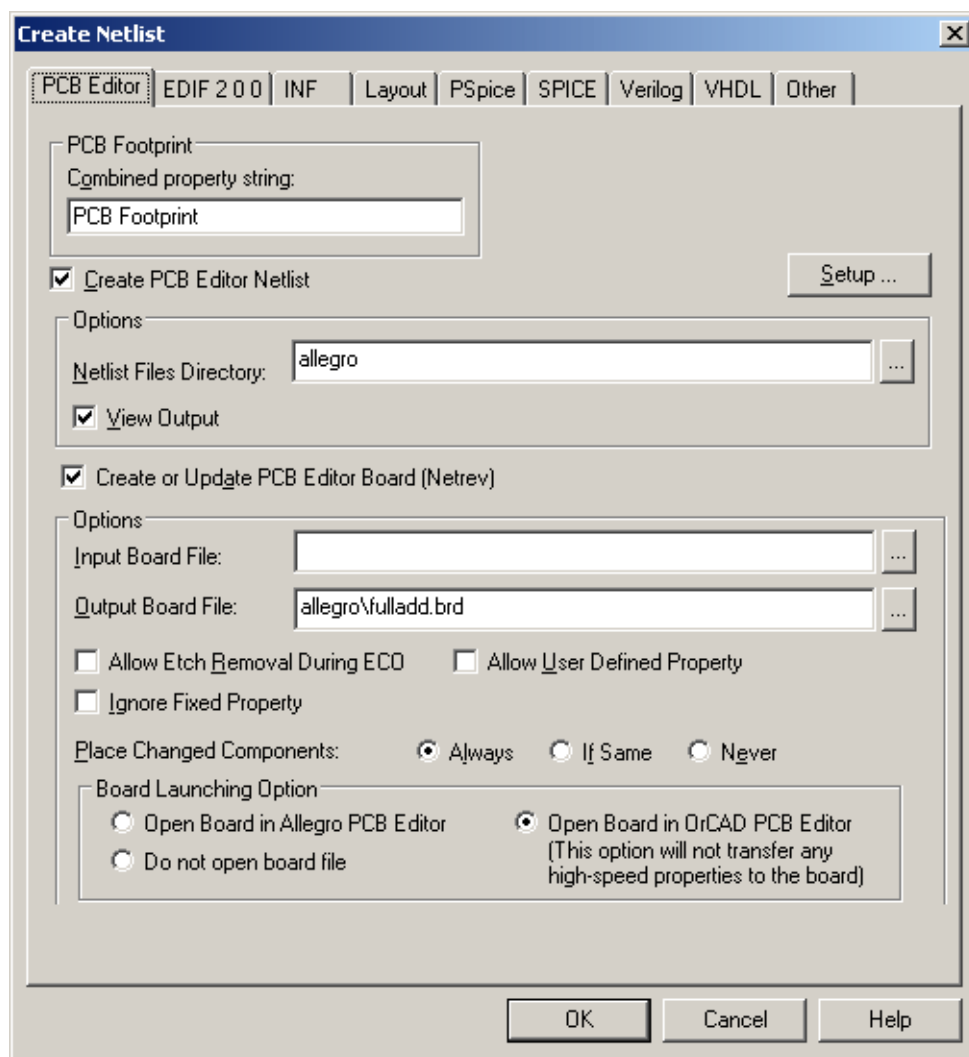 Create Netlist
PCB Editor EDIF 2 0 0 INF Layout PSpice SPICE Verilog VHDL Other
PCB Footprint
Combined property string:
PCB Footprint
Create PCB Editor Netlist
Setup ...
Options
Netlist Files Directory: allegro ...
View Output
Create or Update PCB Editor Board (Netrev)
Options
Input Board File: ...
Output Board File: allegro\fulladd.brd ...
Allow Etch Removal During ECO Allow User Defined Property
Ignore Fixed Property
Place Changed Components: Always If Same Never
Board Launching Option
Open Board in Allegro PCB Editor Open Board in OrCAD PCB Editor
Do not open board file (This option will not transfer any
high-speed properties to the board)
OK Cancel Help